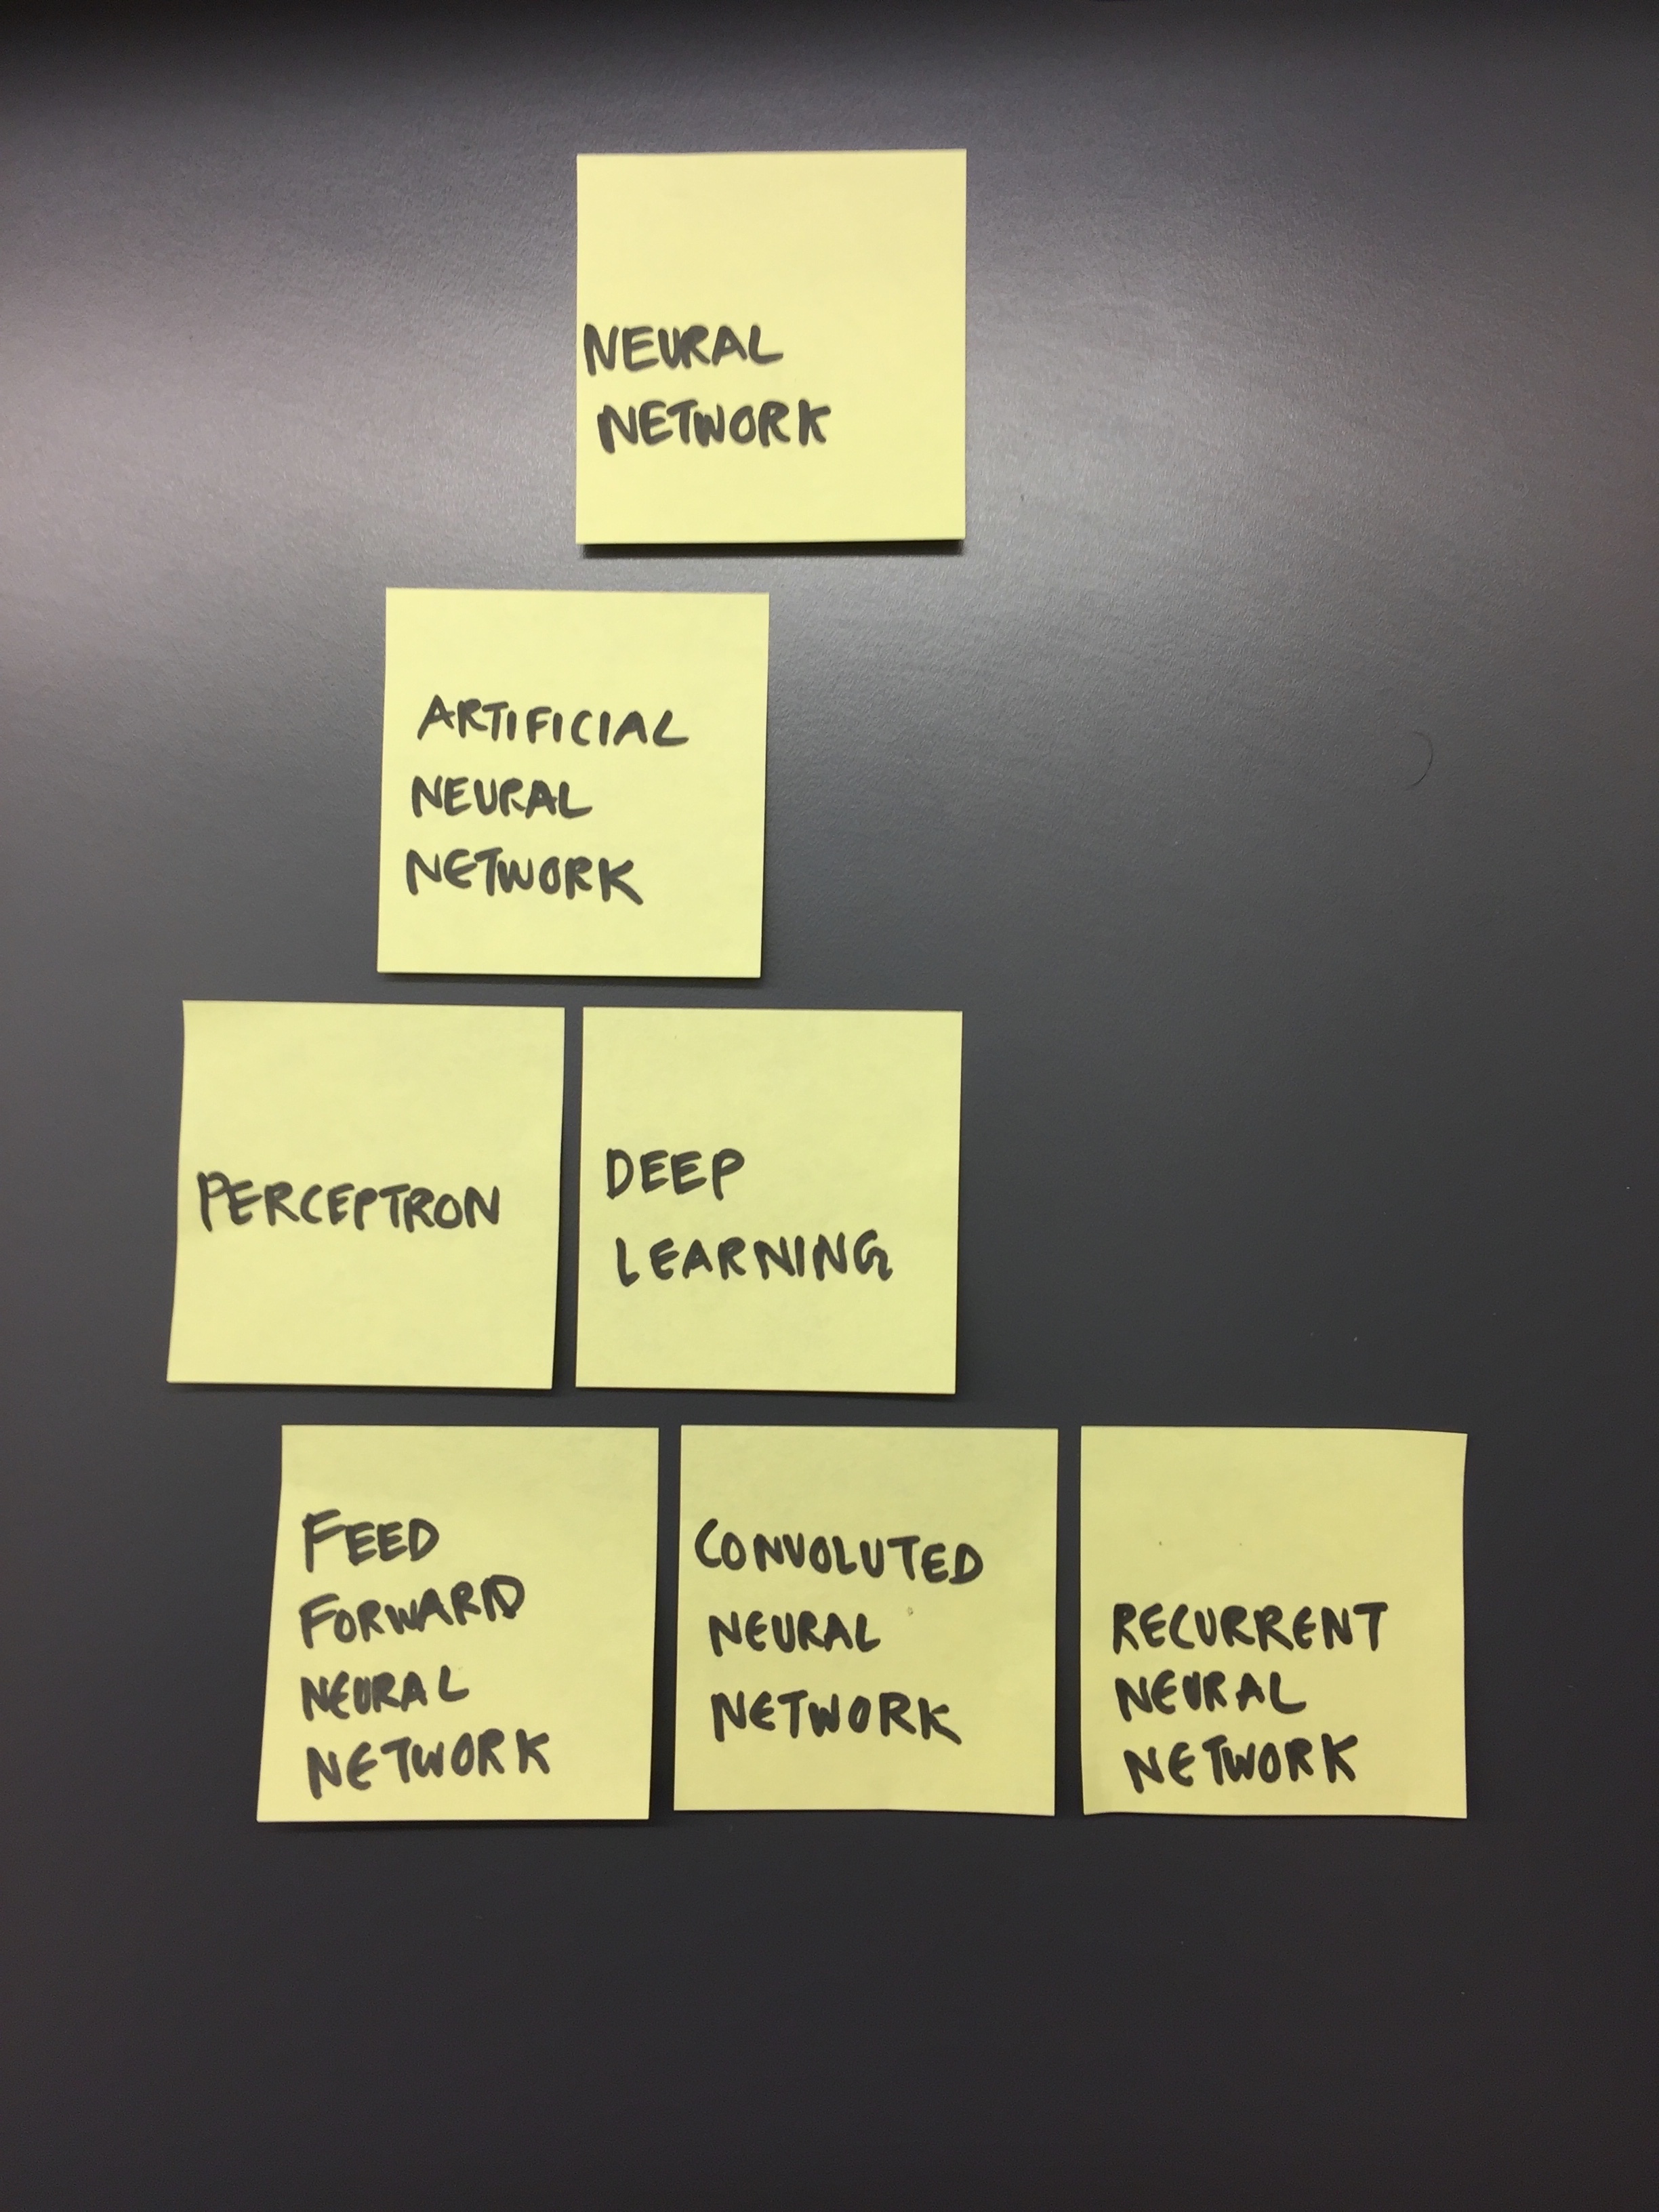 NEURAL
NETWORK
ARTIFICIAL
NEURAL
NETWORK
PERCEPTRON
DEEP
LEARNING
FEED
FORWARD
NEURAL
NETWORK
CONVOLUTED
NEURAL
NETWORK
RECURRENT
NEURAL
NETWORK